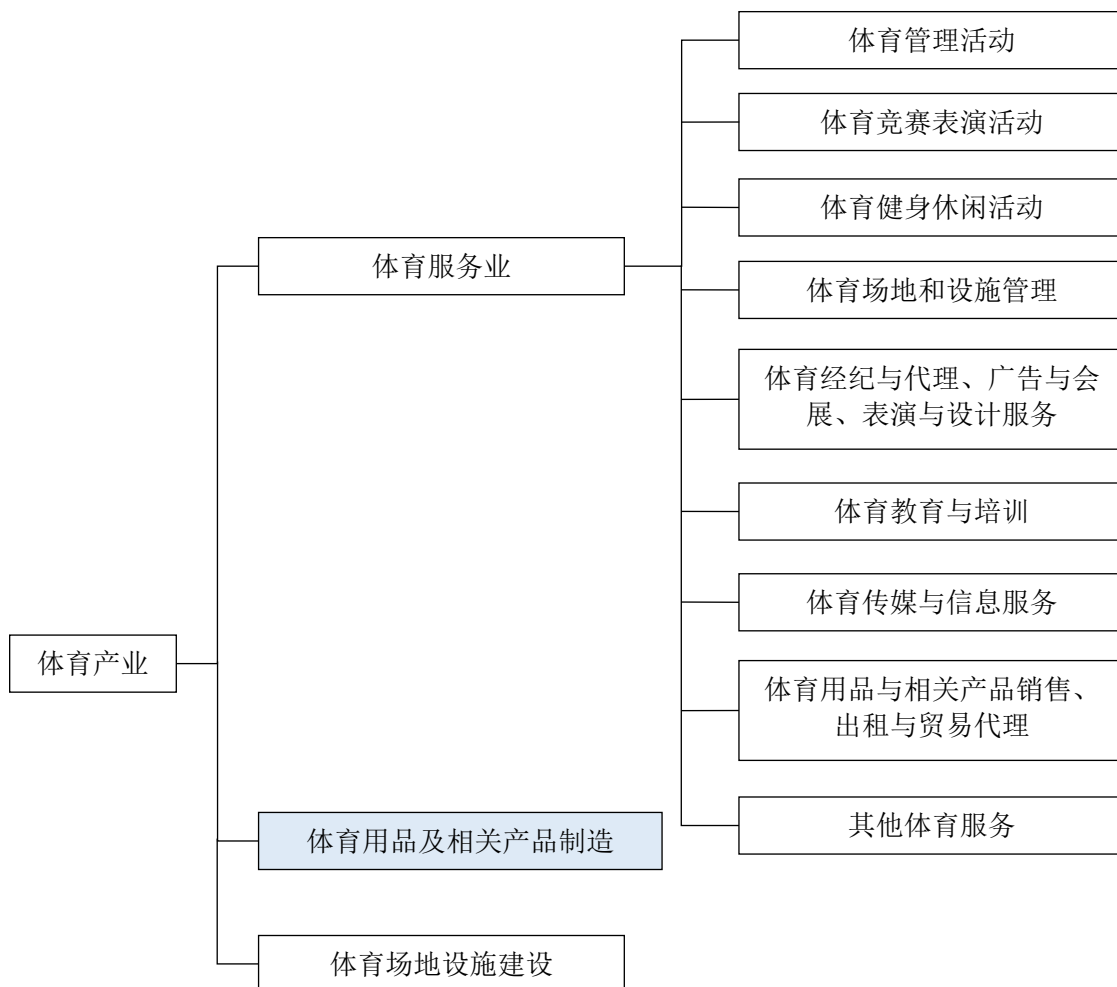 体育管理活动
体育竞赛表演活动
体育健身休闲活动
体育服务业
体育场地和设施管理
体育经纪与代理、广告与会
展、表演与设计服务
体育教育与培训
体育传媒与信息服务
体育产业
体育用品与相关产品销售、
出租与贸易代理
其他体育服务
体育用品及相关产品制造
体育场地设施建设